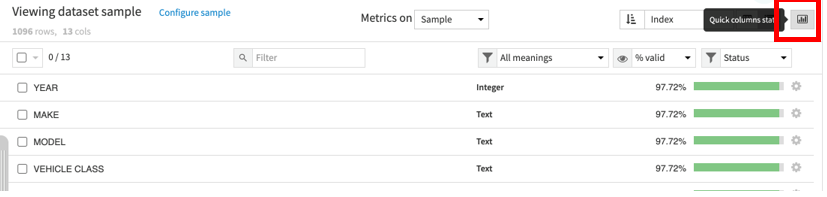 Viewing dataset sample Configure sample
1096 rows, 13 cols
Metrics on Sample
Index
Quick columns stat
0 / 13
Filter
All meanings
% valid
Status
YEAR Integer 97.72%
MAKE Text 97.72%
MODEL Text 97.72%
VEHICLE CLASS Text 97.72%